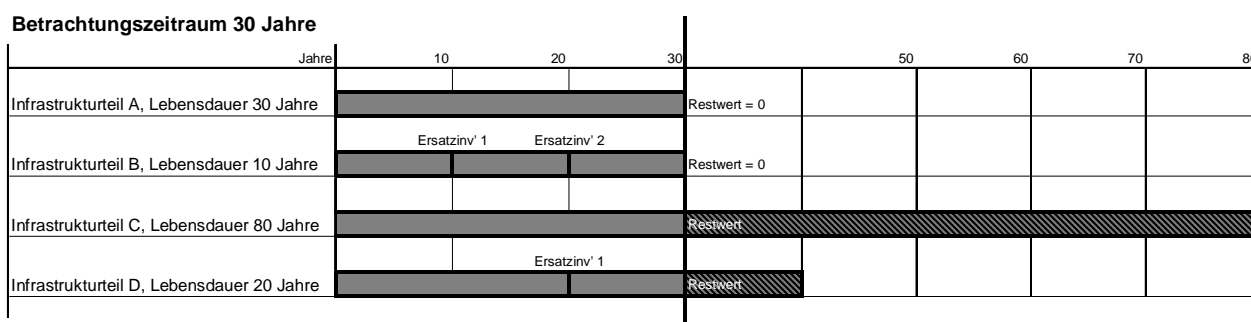 Betrachtungszeitraum 30 Jahre
Jahre 10 20 30 50 60 70 80
Infrastrukturteil A, Lebensdauer 30 Jahre Restwert = 0
Ersatzinv' 1 Ersatzinv' 2
Infrastrukturteil B, Lebensdauer 10 Jahre Restwert = 0
Infrastrukturteil C, Lebensdauer 80 Jahre Restwert
Ersatzinv' 1
Infrastrukturteil D, Lebensdauer 20 Jahre Restwert